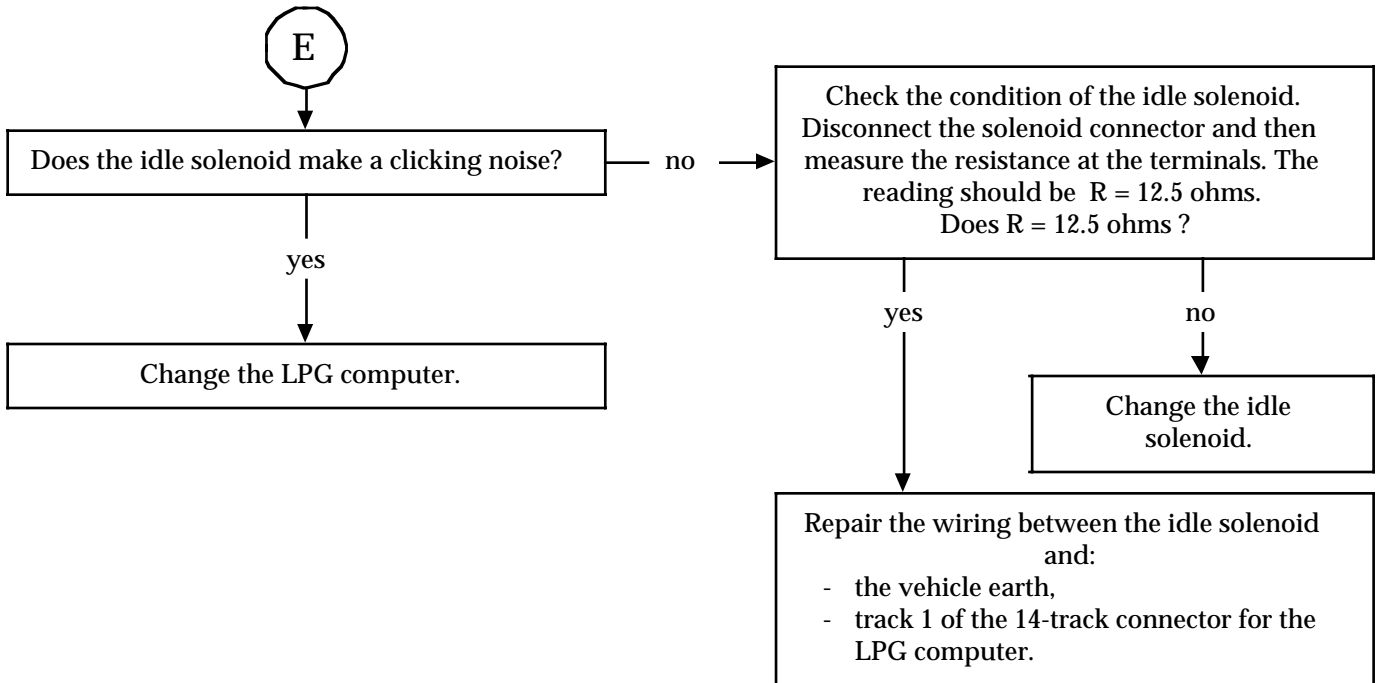 E
Does the idle solenoid make a clicking noise?
no
Check the condition of the idle solenoid.
Disconnect the solenoid connector and then
measure the resistance at the terminals. The
reading should be R = 12.5 ohms.
Does R = 12.5 ohms ?
yes
Change the LPG computer.
yes
no
Change the idle
solenoid.
Repair the wiring between the idle solenoid
and:
- the vehicle earth,
- track 1 of the 14-track connector for the
LPG computer.